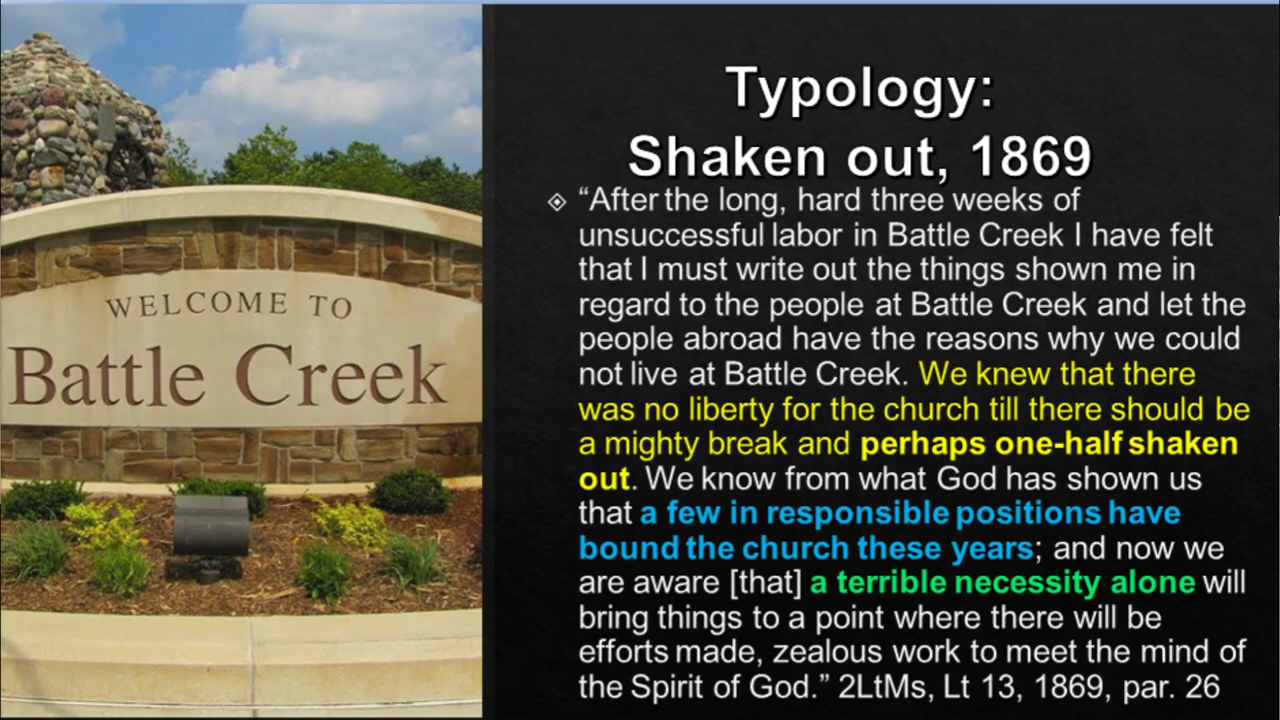 WELCOME TO
Battle Creek
Typology:
Shaken out, 1869
“After the long, hard three weeks of
unsuccessful labor in Battle Creek I have felt
that I must write out the things shown me in
regard to the people at Battle Creek and let the
people abroad have the reasons why we could
not live at Battle Creek. We knew that there
was no liberty for the church till there should be
a mighty break and perhaps one-half shaken
out. We know from what God has shown us
that a few in responsible positions have
bound the church these years; and now we
are aware [that] a terrible necessity alone will
bring things to a point where there will be
efforts made, zealous work to meet the mind of
the Spirit of God.” 2LtMs, Lt 13, 1869, par. 26